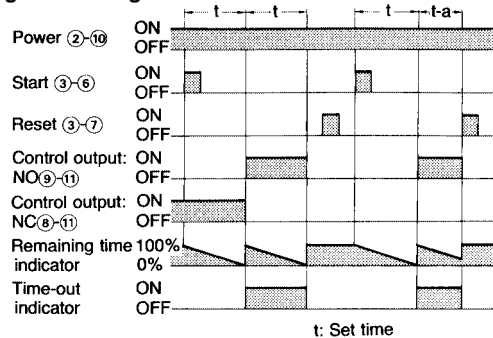 t t t t-a
Power ②-⑩ ON
OFF
Start ③-⑥ ON
OFF
Reset ③-⑦ ON
OFF
Control output: ON
NO⑨-⑪ OFF
Control output: ON
NC⑧-⑪ OFF
Remaining time 100%
indicator 0%
Time-out ON
indicator OFF
t: Set time